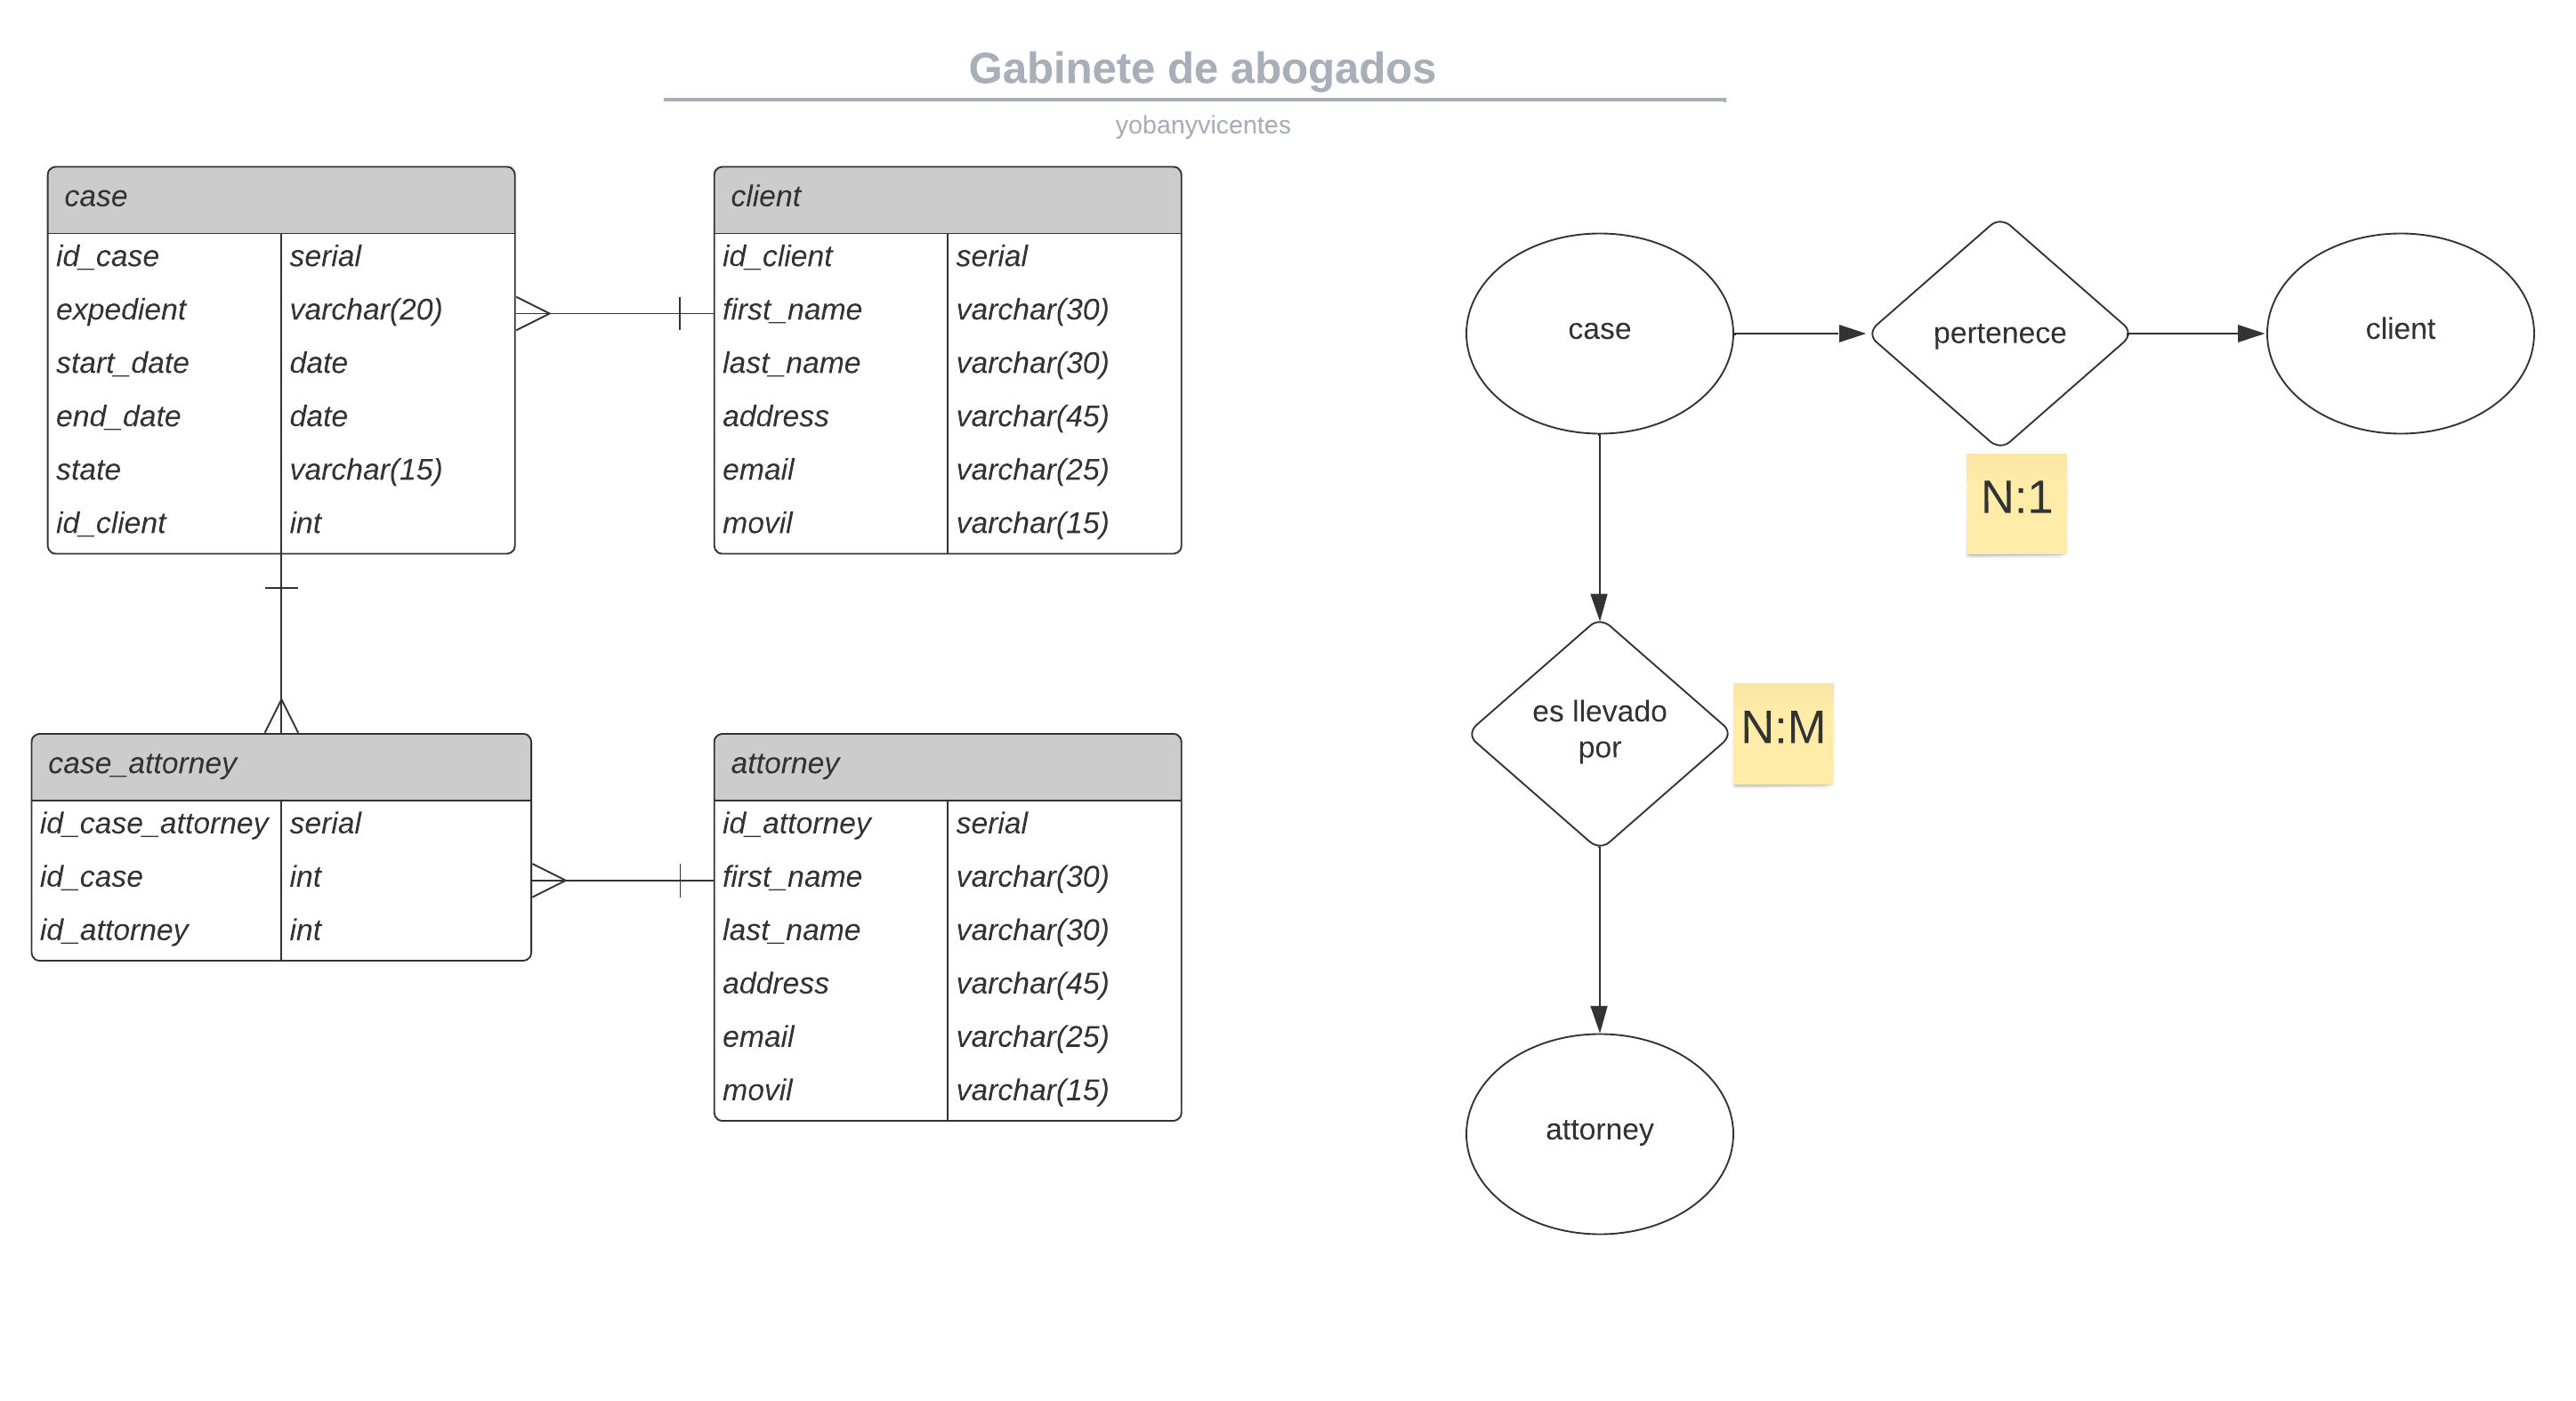 Gabinete de abogados
yobanyvicentes
case
id_case serial
expedient varchar(20)
start_date date
end_date date
state varchar(15)
id_client int
client
id_client serial
first_name varchar(30)
last_name varchar(30)
address varchar(45)
email varchar(25)
movil varchar(15)
case_attorney
id_case_attorney serial
id_case int
id_attorney int
attorney
id_attorney serial
first_name varchar(30)
last_name varchar(30)
address varchar(45)
email varchar(25)
movil varchar(15)
case
pertenece
client
N:1
es llevado
por
N:M
attorney